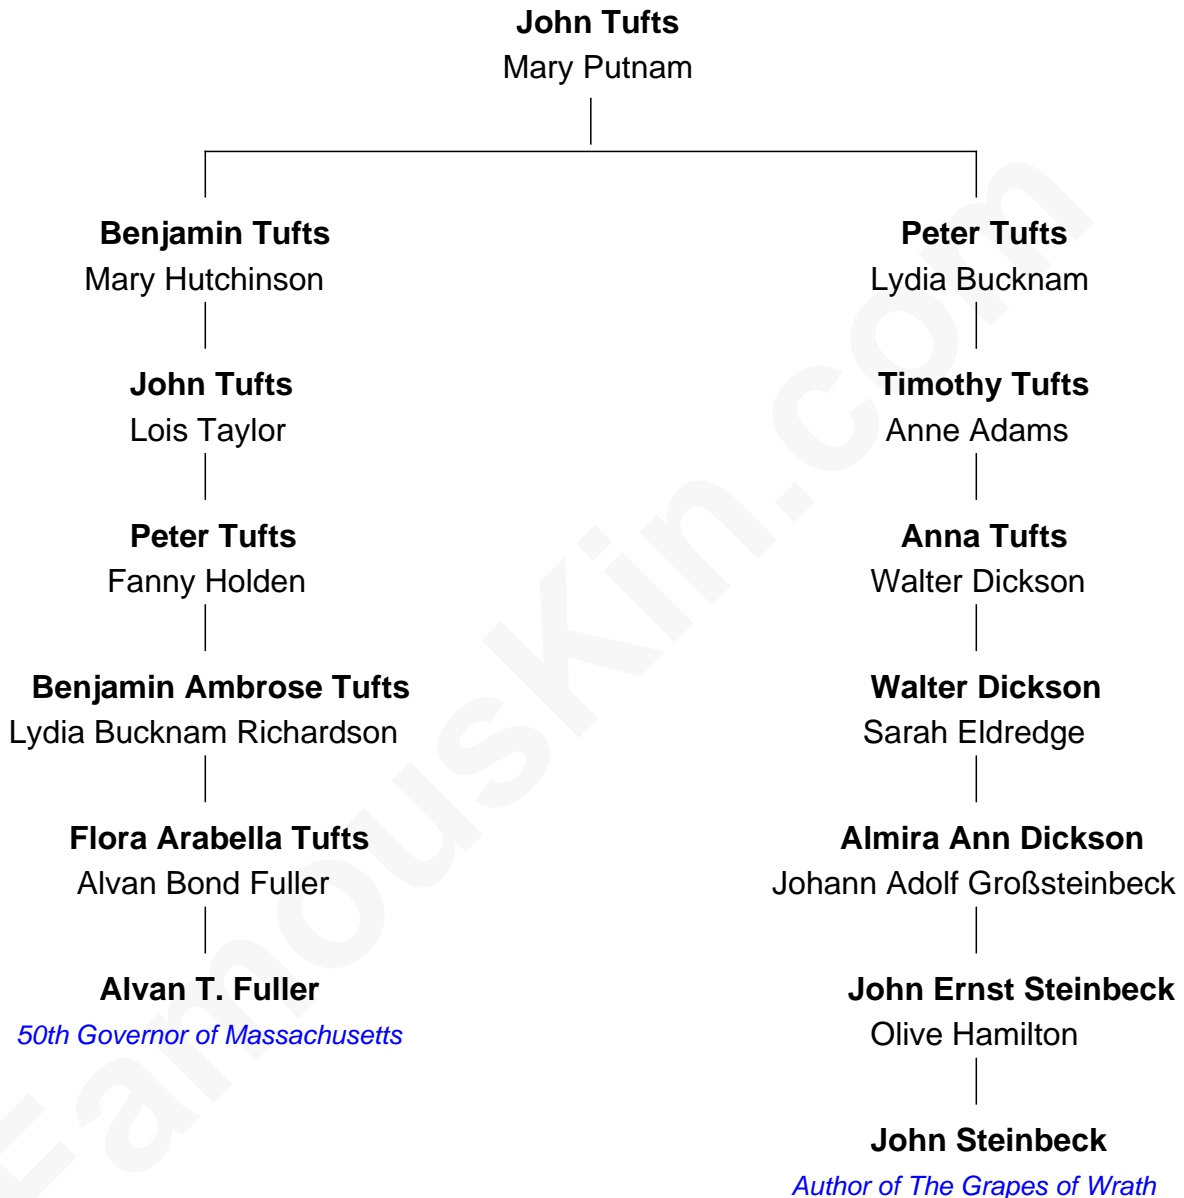 John Tufts
Mary Putnam
Benjamin Tufts
Mary Hutchinson
John Tufts
Lois Taylor
Peter Tufts
Fanny Holden
Benjamin Ambrose Tufts
Lydia Bucknam Richardson
Flora Arabella Tufts
Alvan Bond Fuller
Alvan T. Fuller
50th Governor of Massachusetts
Peter Tufts
Lydia Bucknam
Timothy Tufts
Anne Adams
Anna Tufts
Walter Dickson
Walter Dickson
Sarah Eldredge
Almira Ann Dickson
Johann Adolf Großsteinbeck
John Ernst Steinbeck
Olive Hamilton
John Steinbeck
Author of The Grapes of Wrath
FamousKin.com